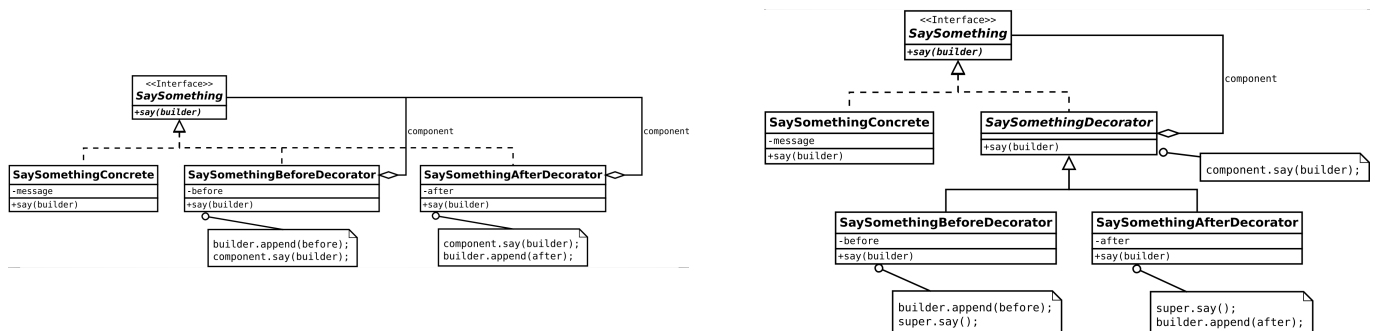 <<Interface>>
SaySomething
+say(builder)
component
component
SaySomethingConcrete
-message
+say(builder)
SaySomethingBeforeDecorator
-before
+say(builder)
SaySomethingAfterDecorator
-after
+say(builder)
builder.append(before);
component.say(builder);
component.say(builder);
builder.append(after);
<<Interface>>
SaySomething
+say(builder)
component
SaySomethingConcrete
-message
+say(builder)
SaySomethingDecorator
+say(builder)
component.say(builder);
SaySomethingBeforeDecorator
-before
+say(builder)
SaySomethingAfterDecorator
-after
+say(builder)
builder.append(before);
super.say();
super.say();
builder.append(after);